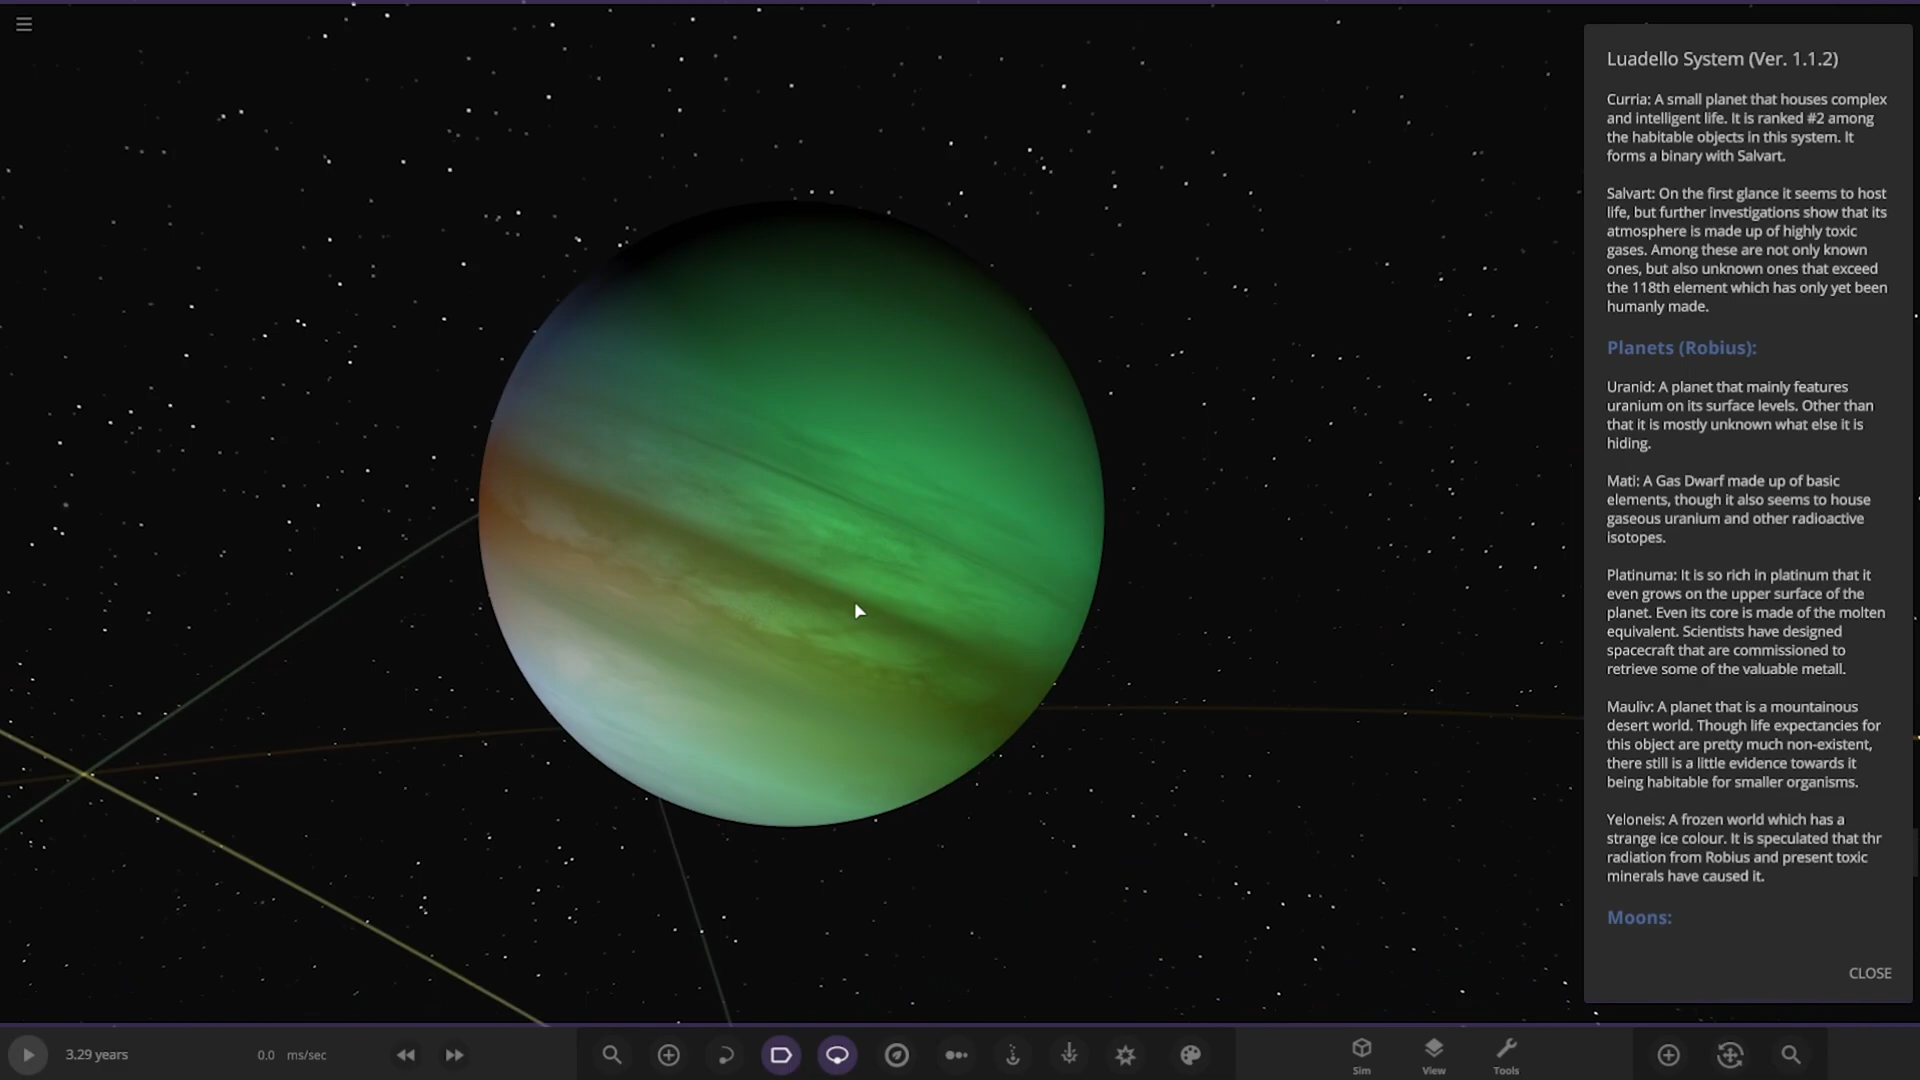 Luadello System (Ver. 1.1.2)
Curria: A small planet that houses complex
and intelligent life. It is ranked #2 among
the habitable objects in this system. It
forms a binary with Salvart.
Salvart: On the first glance it seems to host
life, but further investigations show that its
atmosphere is made up of highly toxic
gases. Among these are not only known
ones, but also unknown ones that exceed
the 118th element which has only yet been
humanly made.
Planets (Robius):
Uranid: A planet that mainly features
uranium on its surface levels. Other than
that it is mostly unknown what else it is
hiding.
Mati: A Gas Dwarf made up of basic
elements, though it also seems to house
gaseous uranium and other radioactive
isotopes.
Platinuma: It is so rich in platinum that it
even grows on the upper surface of the
planet. Even its core is made of the molten
equivalent. Scientists have designed
spacecraft that are commissioned to
retrieve some of the valuable metall.
Mauliv: A planet that is a mountainous
desert world. Though life expectancies for
this object are pretty much non-existent,
there still is a little evidence towards it
being habitable for smaller organisms.
Yeloneis: A frozen world which has a
strange ice colour. It is speculated that thr
radiation from Robius and present toxic
minerals have caused it.
Moons:
CLOSE
3.29 years
0.0 ms/sec
Sim
View
Tools